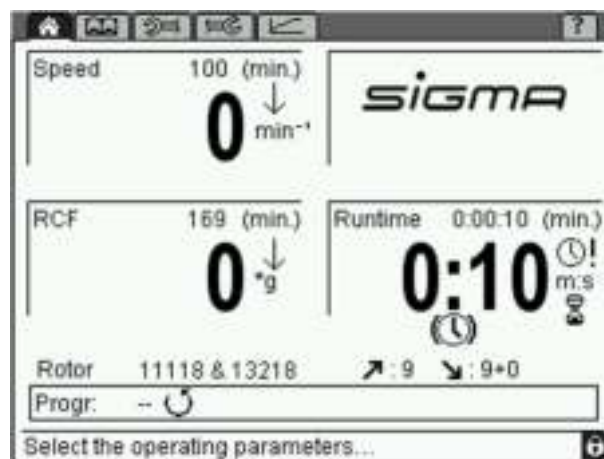 ?
Speed 100 (min.)
0 min⁻¹
sigma
RCF 169 (min.)
0 *g
Runtime 0:00:10 (min.)
0:10 ! m:s
Rotor 11118 & 13218 : 9 : 9+0
Progr: --
Select the operating parameters...